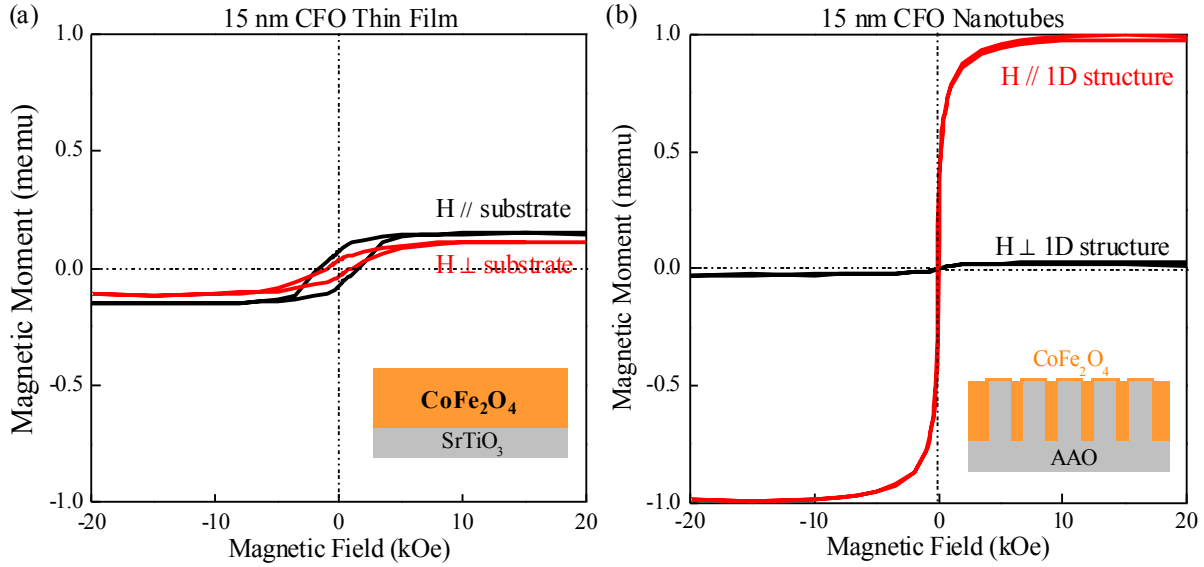 (a)
15 nm CFO Thin Film
1.0
0.5
0.0
-0.5
-1.0
Magnetic Moment (memu)
H // substrate
H ⊥ substrate
CoFe₂O₄
SrTiO₃
-20
-10
0
10
20
Magnetic Field (kOe)
(b)
15 nm CFO Nanotubes
1.0
0.5
0.0
-0.5
-1.0
Magnetic Moment (memu)
H // 1D structure
H ⊥ 1D structure
CoFe₂O₄
AAO
-20
-10
0
10
20
Magnetic Field (kOe)